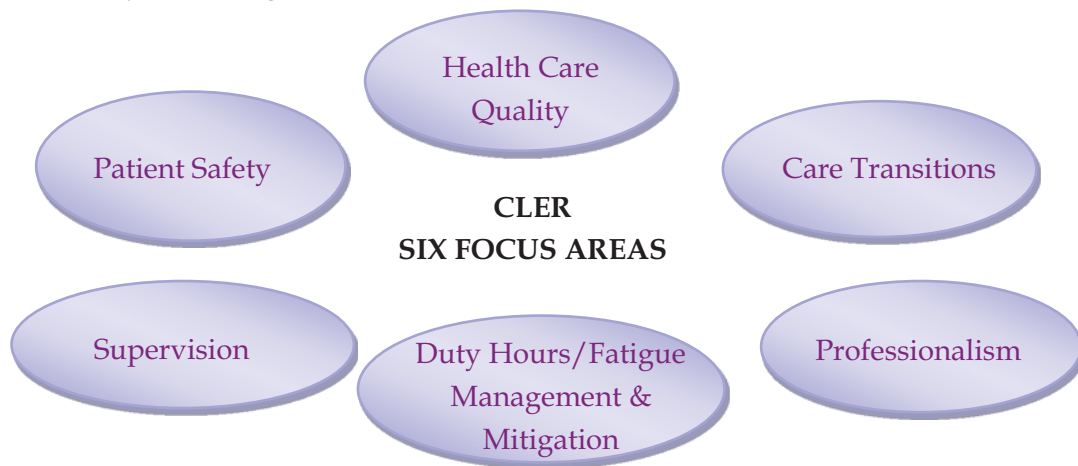 Health Care
Quality
Patient Safety
Care Transitions
CLER
SIX FOCUS AREAS
Supervision
Duty Hours/Fatigue
Management &
Mitigation
Professionalism